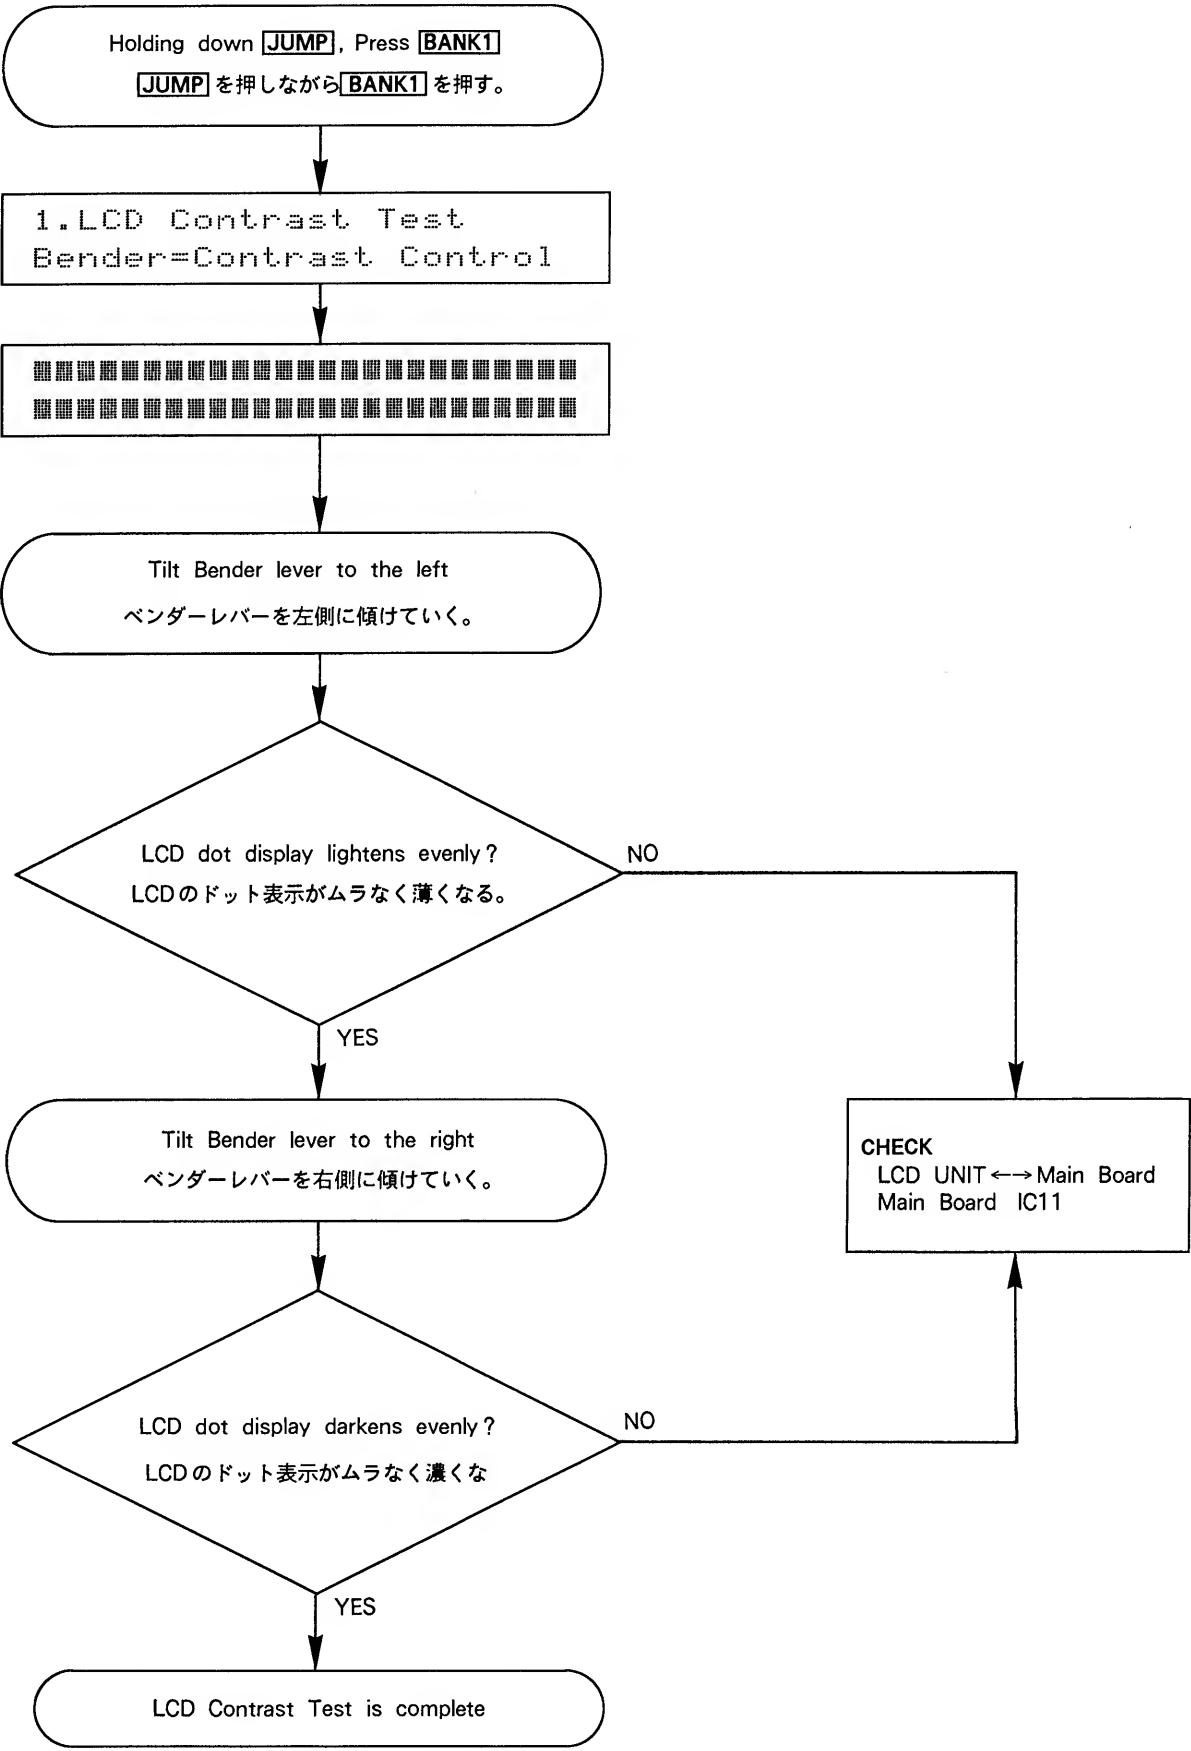 Holding down JUMP, Press BANK1
JUMPを押しながらBANK1を押す。
1.LCD Contrast Test
Bender=Contrast Control
Tilt Bender lever to the left
ベンダーレバーを左側に傾けていく。
LCD dot display lightens evenly?
LCDのドット表示がムラなく薄くなる。
NO
YES
Tilt Bender lever to the right
ベンダーレバーを右側に傾けていく。
CHECK
LCD UNIT←→Main Board
Main Board IC11
LCD dot display darkens evenly?
LCDのドット表示がムラなく濃くな
NO
YES
LCD Contrast Test is complete